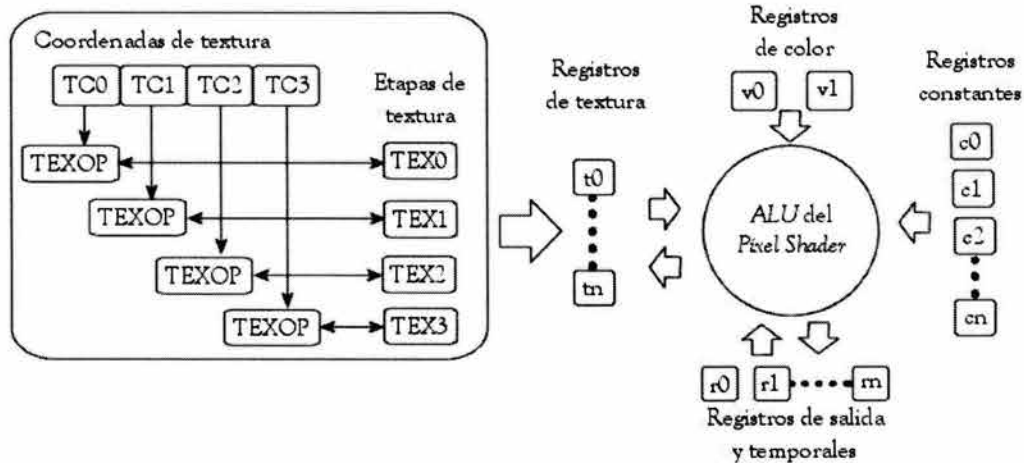 Coordenadas de textura
TC0 TC1 TC2 TC3
Etapas de
textura
TEXOP
TEX0
TEXOP
TEX1
TEXOP
TEX2
TEXOP
TEX3
Registros
de textura
t0
tn
Registros
de color
v0 v1
ALU del
Pixel Shader
Registros
constantes
c0
c1
c2
cn
r0 r1 rn
Registros de salida
y temporales